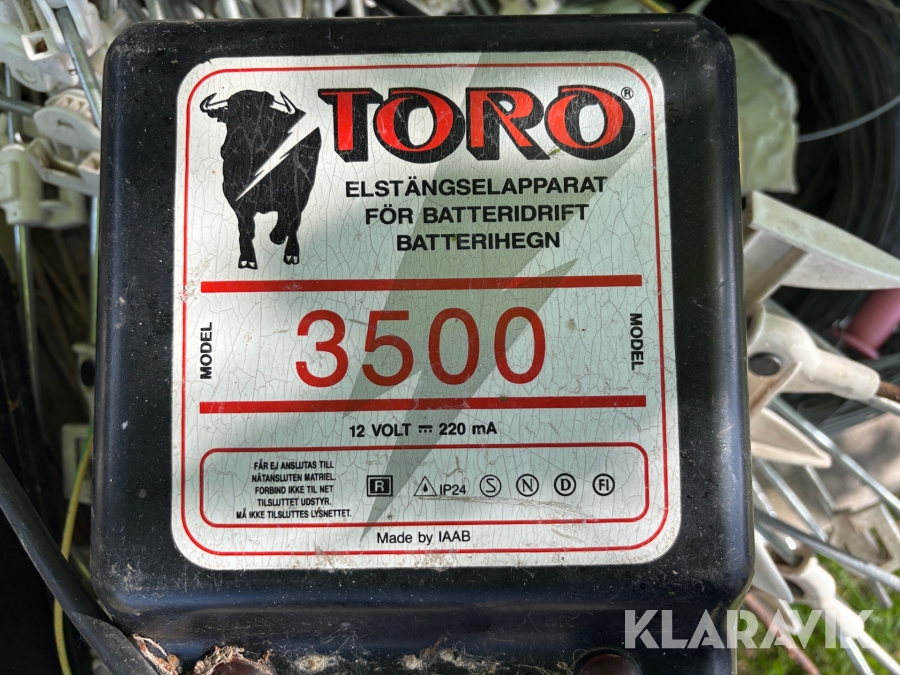 TORO®
ELSTÄNGSELAPPARAT
FÖR BATTERIDRIFT
BATTERIHEGN
MODEL
3500
MODEL
12 VOLT ⎓ 220 mA
FÅR EJ ANSLUTAS TILL
NÄTANSLUTEN MATRIEL.
FORBIND IKKE TIL NET
TILSLUTTET UDSTYR.
MÅ IKKE TILSLUTTES LYSNETTET.
R IP24 S N D FI
Made by IAAB
KLARAVIK